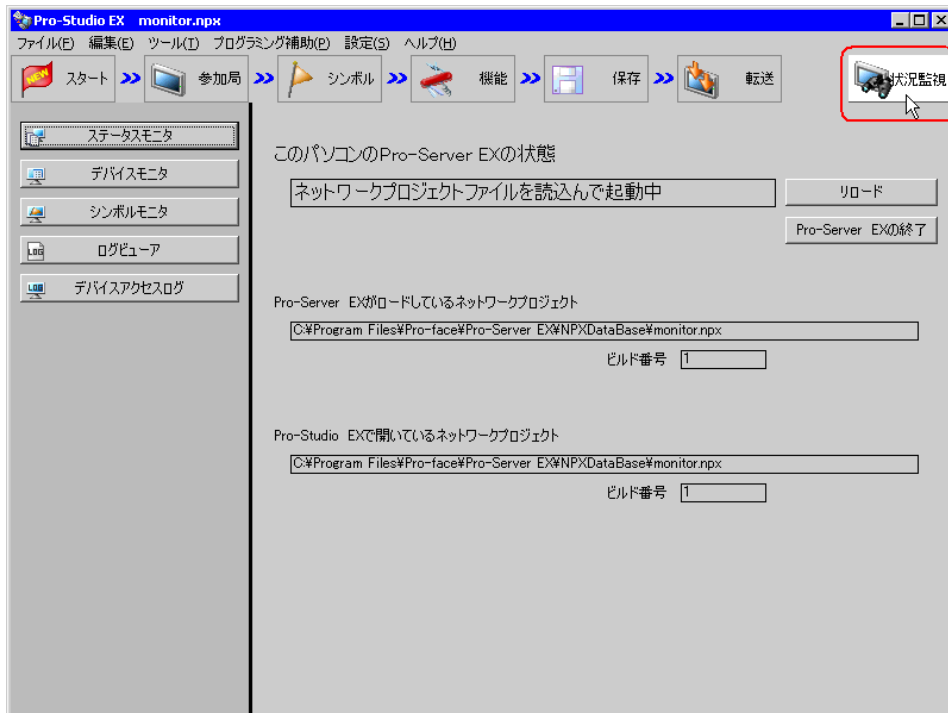 Pro-Studio EX monitor.npx
ファイル(F) 編集(E) ツール(T) プログラミング補助(P) 設定(S) ヘルプ(H)
スタート 参加局 シンボル 機能 保存 転送 状況監視
ステータスモニタ
デバイスモニタ
シンボルモニタ
LOG ログビューア
LOG デバイスアクセスログ
このパソコンのPro-Server EXの状態
ネットワークプロジェクトファイルを読込んで起動中
リロード
Pro-Server EXの終了
Pro-Server EXがロードしているネットワークプロジェクト
C:¥Program Files¥Pro-face¥Pro-Server EX¥NPXDataBase¥monitor.npx
ビルド番号 1
Pro-Studio EXで開いているネットワークプロジェクト
C:¥Program Files¥Pro-face¥Pro-Server EX¥NPXDataBase¥monitor.npx
ビルド番号 1